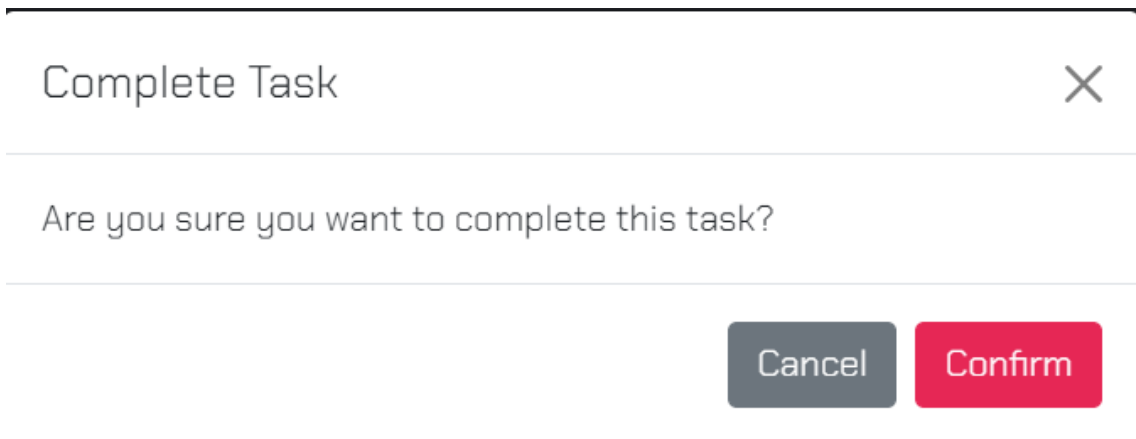 Complete Task
Are you sure you want to complete this task?
Cancel Confirm